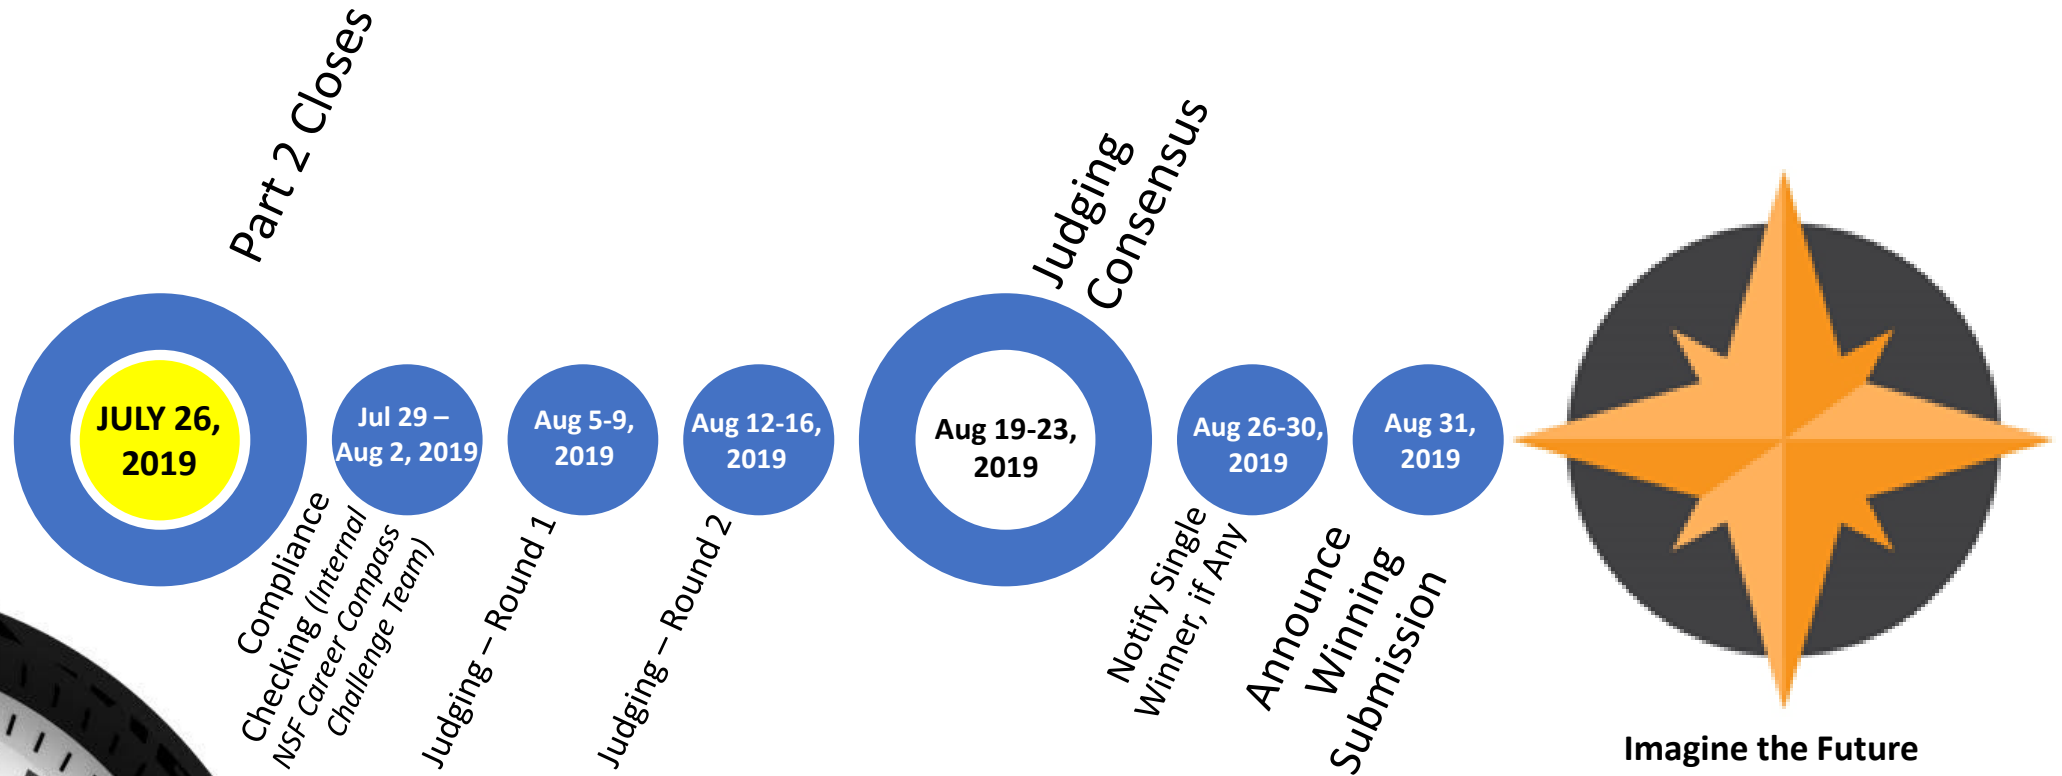 Part 2 Closes
JULY 26,
2019
Compliance
Checking (Internal
NSF Career Compass
Challenge Team)
Jul 29 –
Aug 2, 2019
Judging – Round 1
Aug 5-9,
2019
Judging – Round 2
Aug 12-16,
2019
Judging
Consensus
Aug 19-23,
2019
Notify Single
Winner, if Any
Aug 26-30,
2019
Announce
Winning
Submission
Aug 31,
2019
Imagine the Future